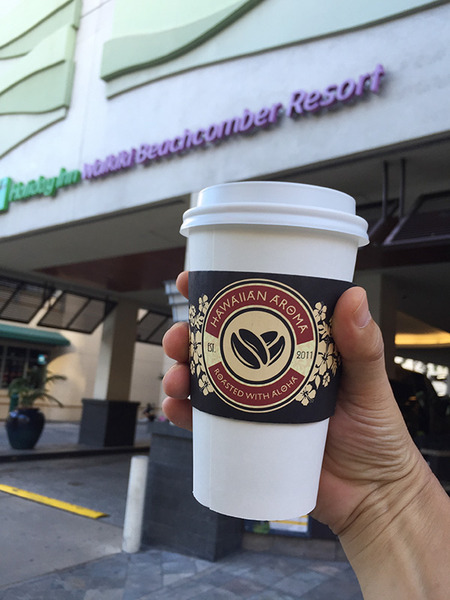 Holiday Inn Waikiki Beachcomber Resort
HAWAIIAN AROMA
EST. 2011
ROASTED WITH ALOHA